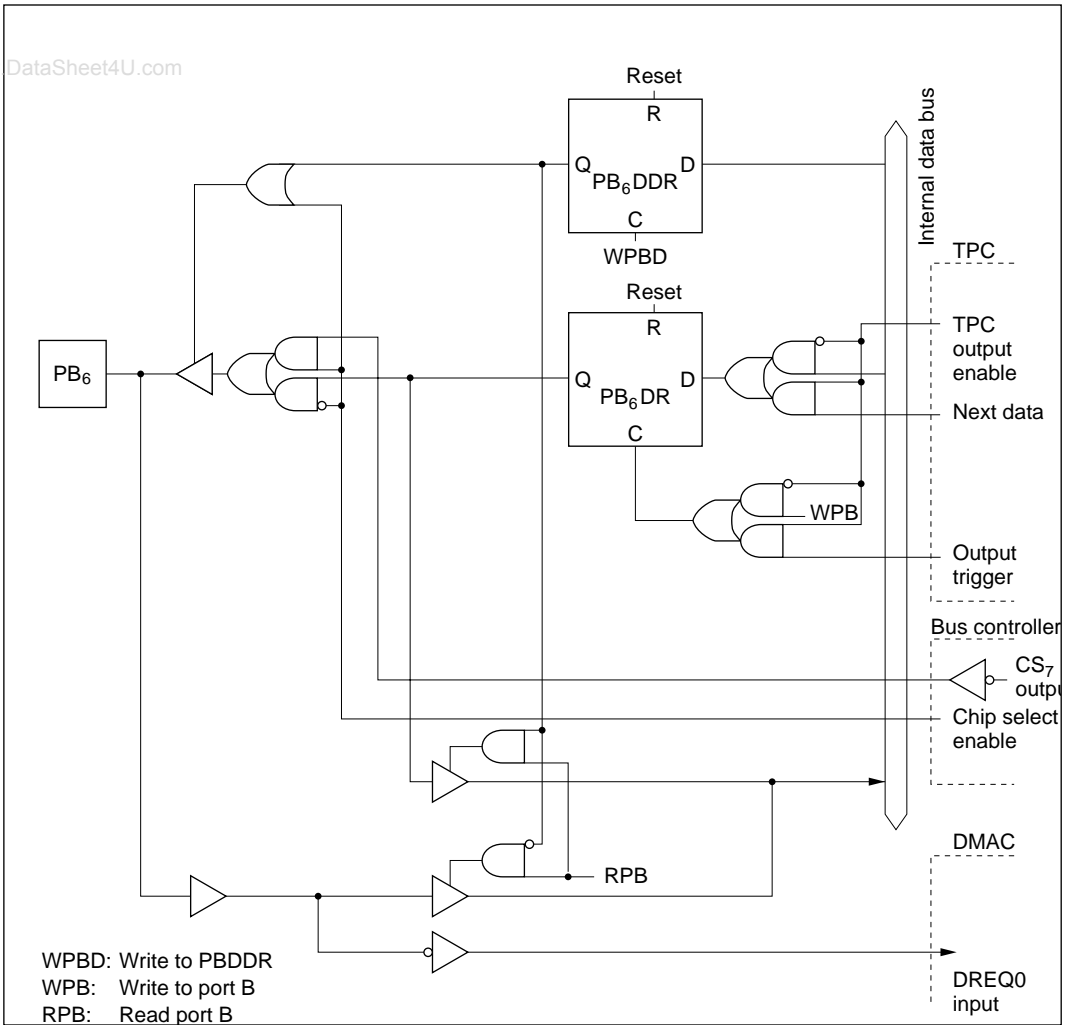 DataSheet4U.com
Reset
R
Q
D
PB6DDR
C
WPBD
Internal data bus
TPC
Reset
R
Q
D
PB6DR
C
PB6
TPC
output
enable
Next data
WPB
Output
trigger
Bus controller
CS7
outpu
Chip select
enable
RPB
DMAC
DREQ0
input
WPBD: Write to PBDDR
WPB: Write to port B
RPB: Read port B